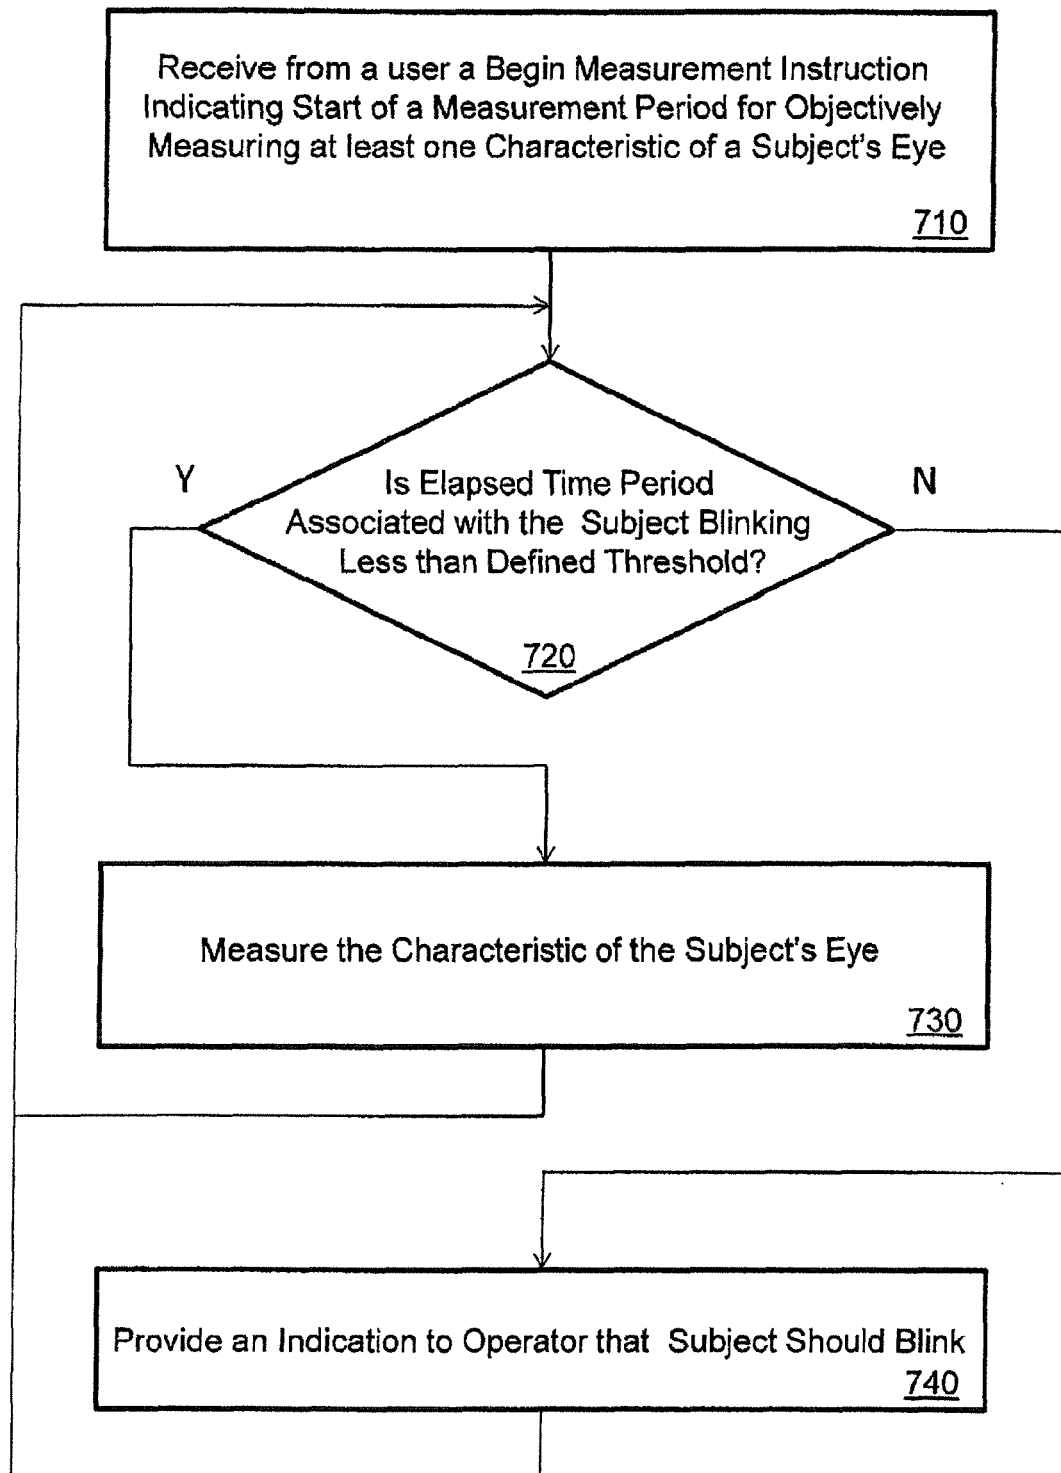 Receive from a user a Begin Measurement Instruction
Indicating Start of a Measurement Period for Objectively
Measuring at least one Characteristic of a Subject's Eye
710
Y
N
Is Elapsed Time Period
Associated with the Subject Blinking
Less than Defined Threshold?
720
Measure the Characteristic of the Subject's Eye
730
Provide an Indication to Operator that Subject Should Blink
740